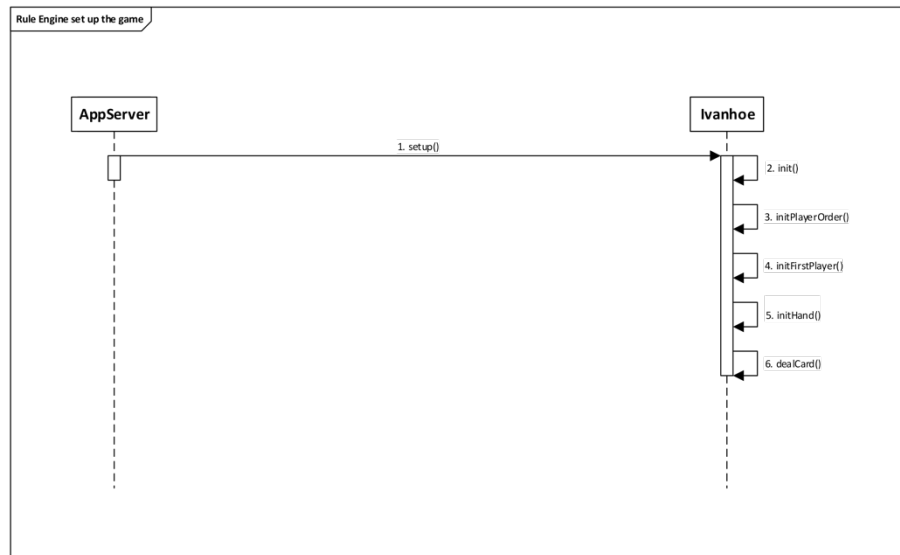 Rule Engine set up the game
AppServer
Ivanhoe
1. setup()
2. init()
3. initPlayerOrder()
4. initFirstPlayer()
5. initHand()
6. dealCard()